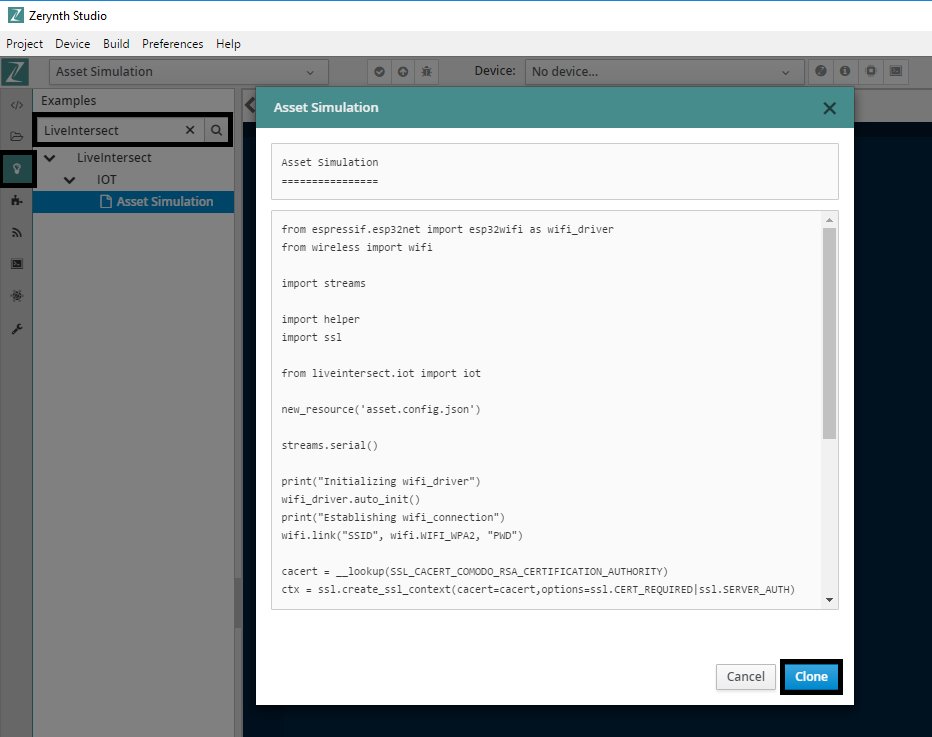 Zerynth Studio
Project Device Build Preferences Help
Asset Simulation
Device:
No device...
Examples
LiveIntersect
LiveIntersect
IOT
Asset Simulation
Asset Simulation
Asset Simulation
================
from espressif.esp32net import esp32wifi as wifi_driver
from wireless import wifi
import streams
import helper
import ssl
from liveintersect.iot import iot
new_resource('asset.config.json')
streams.serial()
print("Initializing wifi_driver")
wifi_driver.auto_init()
print("Establishing wifi_connection")
wifi.link("SSID", wifi.WIFI_WPA2, "PWD")
cacert = __lookup(SSL_CACERT_COMODO_RSA_CERTIFICATION_AUTHORITY)
ctx = ssl.create_ssl_context(cacert=cacert,options=ssl.CERT_REQUIRED|ssl.SERVER_AUTH)
Cancel
Clone